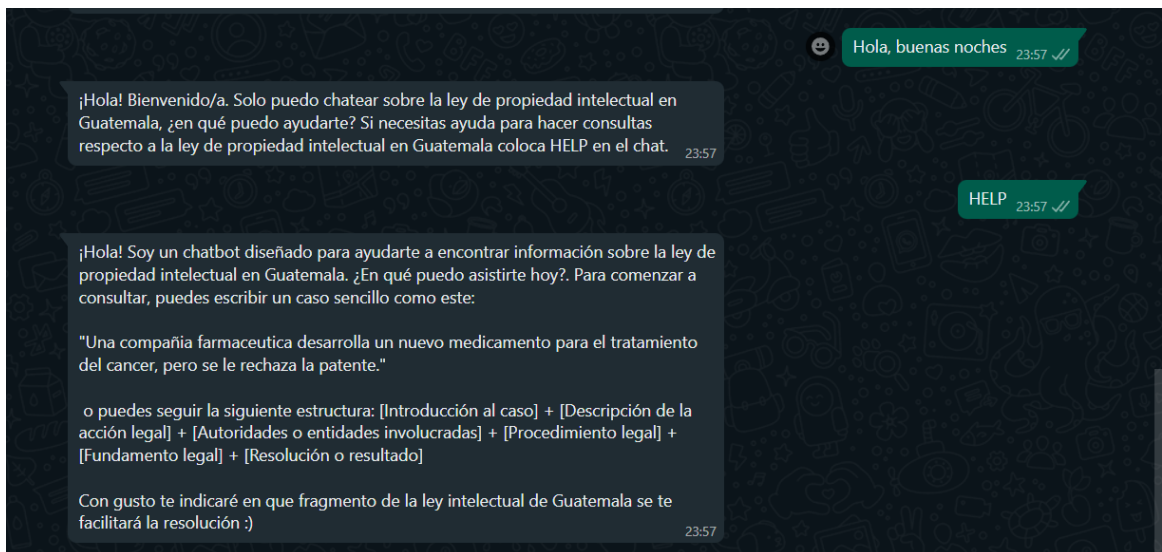 Hola, buenas noches 23:57
¡Hola! Bienvenido/a. Solo puedo chatear sobre la ley de propiedad intelectual en
Guatemala, ¿en qué puedo ayudarte? Si necesitas ayuda para hacer consultas
respecto a la ley de propiedad intelectual en Guatemala coloca HELP en el chat. 23:57
HELP 23:57
¡Hola! Soy un chatbot diseñado para ayudarte a encontrar información sobre la ley de
propiedad intelectual en Guatemala. ¿En qué puedo asistirte hoy?. Para comenzar a
consultar, puedes escribir un caso sencillo como este:
"Una compañia farmaceutica desarrolla un nuevo medicamento para el tratamiento
del cancer, pero se le rechaza la patente."
o puedes seguir la siguiente estructura: [Introducción al caso] + [Descripción de la
acción legal] + [Autoridades o entidades involucradas] + [Procedimiento legal] +
[Fundamento legal] + [Resolución o resultado]
Con gusto te indicaré en que fragmento de la ley intelectual de Guatemala se te
facilitará la resolución :) 23:57